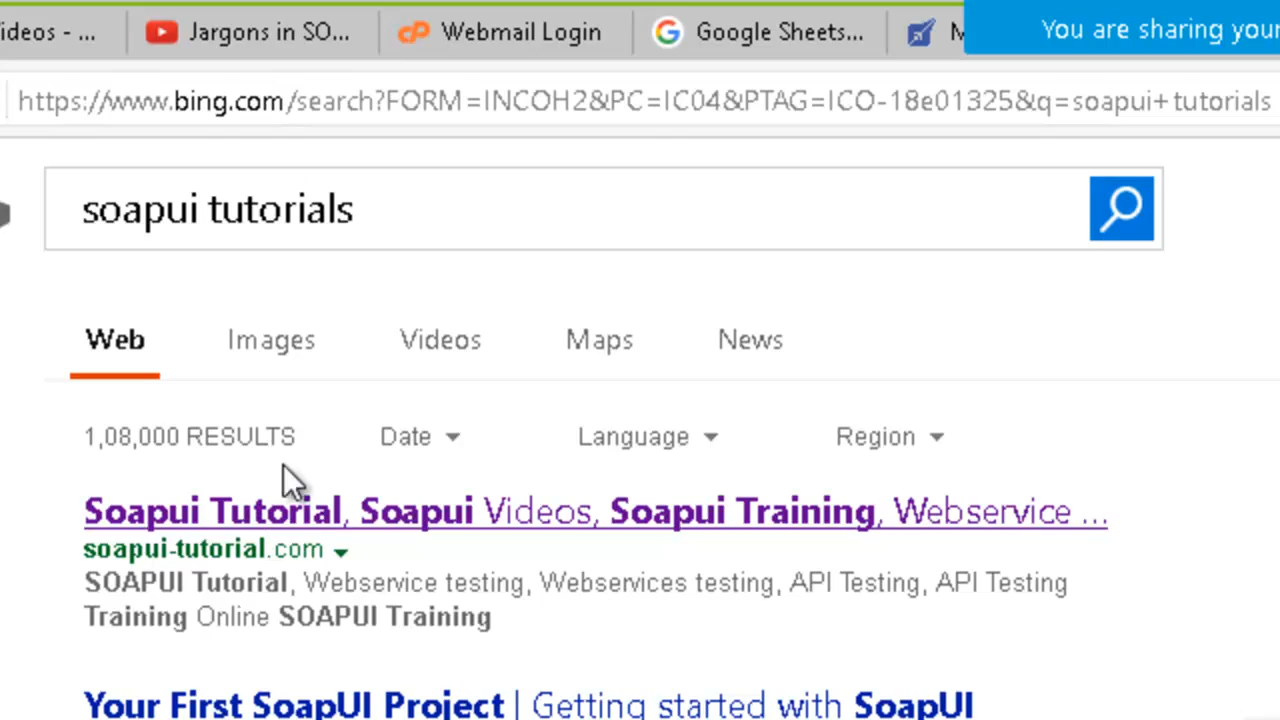 ideos - ...
Jargons in SO...
Webmail Login
Google Sheets...
M
You are sharing your
https://www.bing.com/search?FORM=INCOH2&PC=IC04&PTAG=ICO-18e01325&q=soapui+tutorials
soapui tutorials
Web Images Videos Maps News
1,08,000 RESULTS Date Language Region
Soapui Tutorial, Soapui Videos, Soapui Training, Webservice ...
soapui-tutorial.com
SOAPUI Tutorial, Webservice testing, Webservices testing, API Testing, API Testing
Training Online SOAPUI Training
Your First SoapUI Project | Getting started with SoapUI